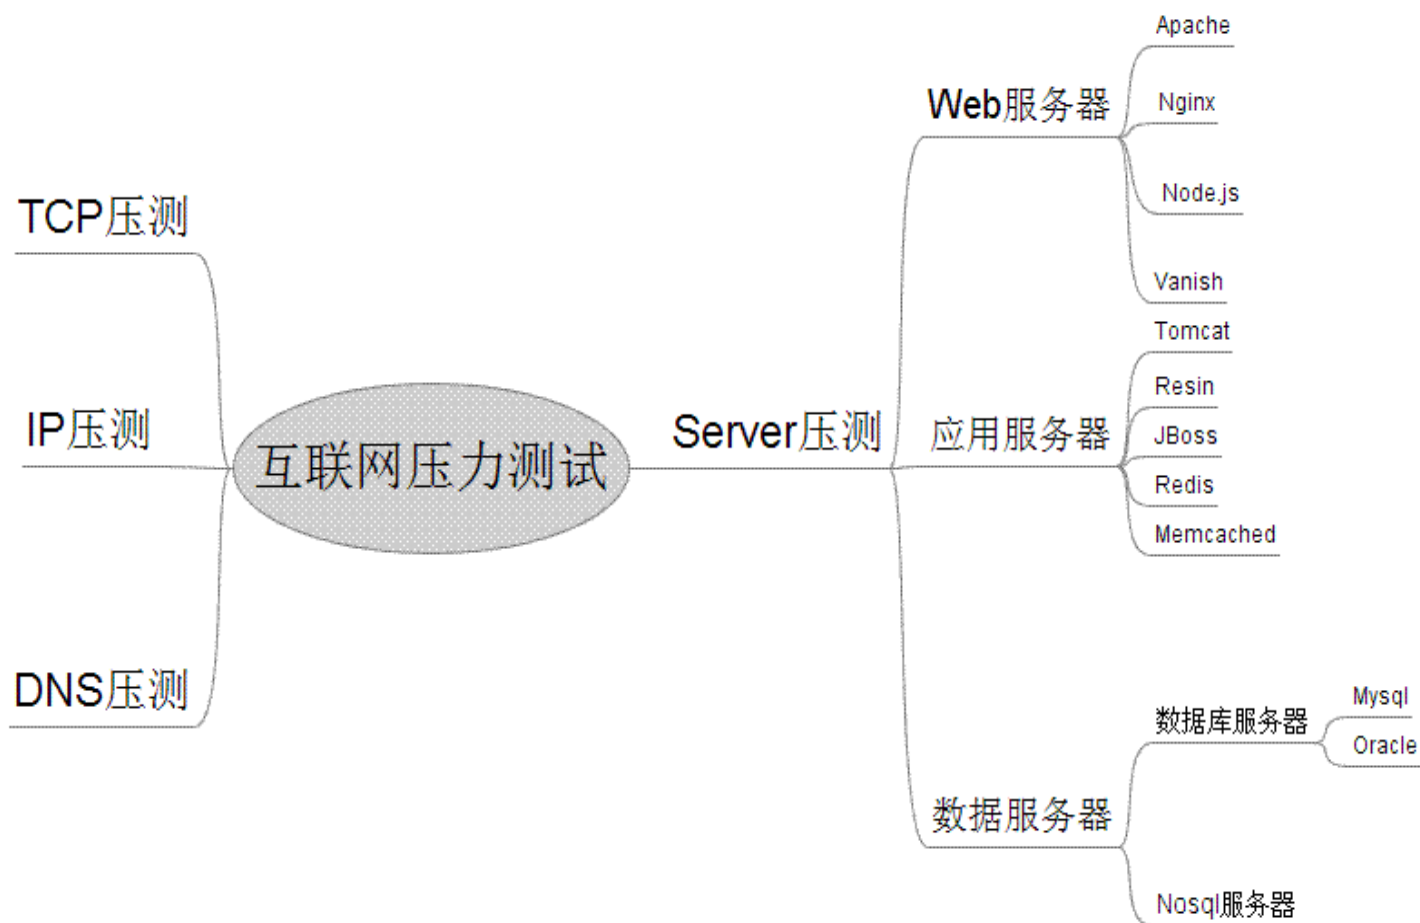 互联网压力测试
TCP压测
IP压测
DNS压测
Server压测
Web服务器
Apache
Nginx
Node.js
Vanish
应用服务器
Tomcat
Resin
JBoss
Redis
Memcached
数据服务器
数据库服务器
Mysql
Oracle
Nosql服务器